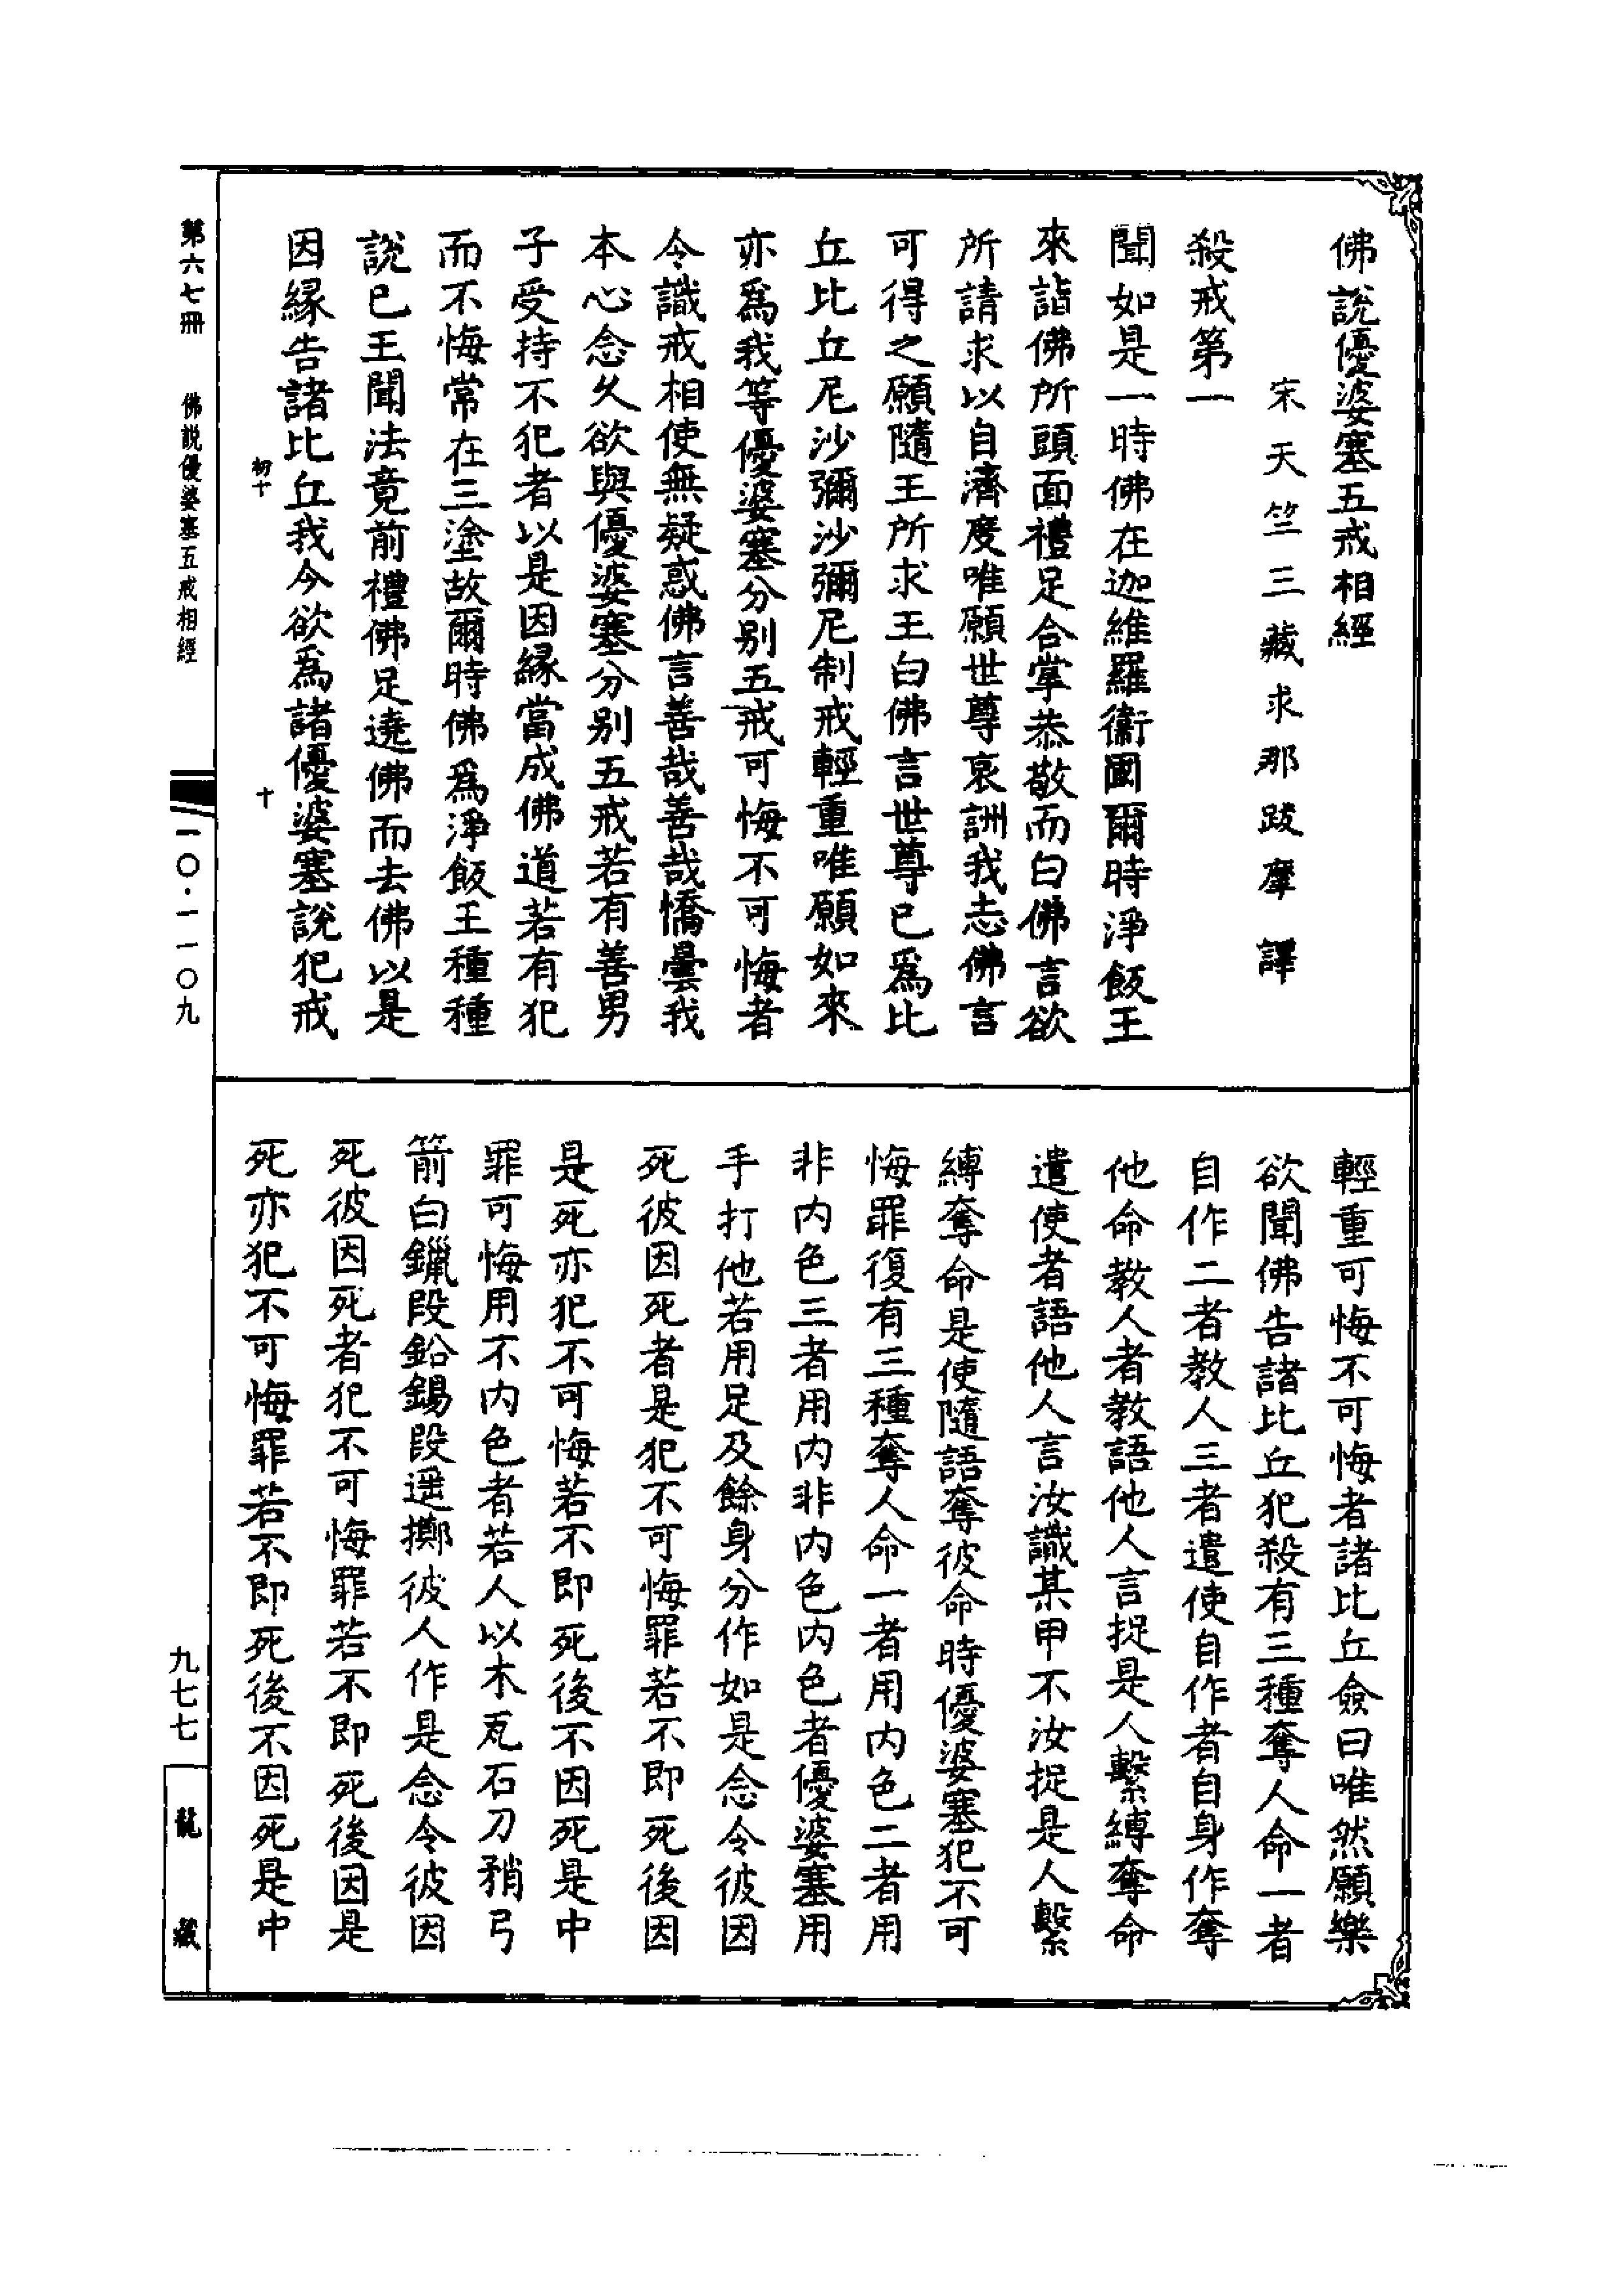 佛說優婆塞五戒相經
宋天竺三藏求那跋摩譯
殺戒第一
聞如是一時佛在迦維羅衞國爾時淨飯王
來詣佛所頭面禮足合掌恭敬而白佛言欲
所請求以自濟度唯願世尊哀詶我志佛言
可得之願隨王所求王白佛言世尊已爲比
丘比丘尼沙彌沙彌尼制戒輕重唯願如來
亦爲我等優婆塞分别五戒可悔不可悔者
令識戒相使無疑惑佛言善哉善哉憍曇我
本心念久欲與優婆塞分别五戒若有善男
子受持不犯者以是因縁當成佛道若有犯
而不悔常在三塗故爾時佛爲淨飯王種種
說已王聞法竟前禮佛足遶佛而去佛以是
因縁告諸比丘我今欲爲諸優婆塞說犯戒
初十
十
輕重可悔不可悔者諸比丘僉曰唯然願樂
欲聞佛告諸比丘犯殺有三種奪人命一者
自作二者教人三者遣使自作者自身作奪
他命教人者教語他人言捉是人繫縛奪命
遣使者語他人言汝識某甲不汝捉是人繫
縛奪命是使隨語奪彼命時優婆塞犯不可
悔罪復有三種奪人命一者用内色二者用
非内色三者用内非内色内色者優婆塞用
手打他若用足及餘身分作如是念令彼因
死彼因死者是犯不可悔罪若不即死後因
是死亦犯不可悔若不即死後不因死是中
罪可悔用不内色者若人以木瓦石刀矟弓
箭白鑞段鉛錫段遥擲彼人作是念令彼因
死彼因死者犯不可悔罪若不即死後因是
死亦犯不可悔罪若不即死後不因死是中
第六七冊
佛説優婆塞五戒相經
一〇·一一〇九
九七七
龍藏